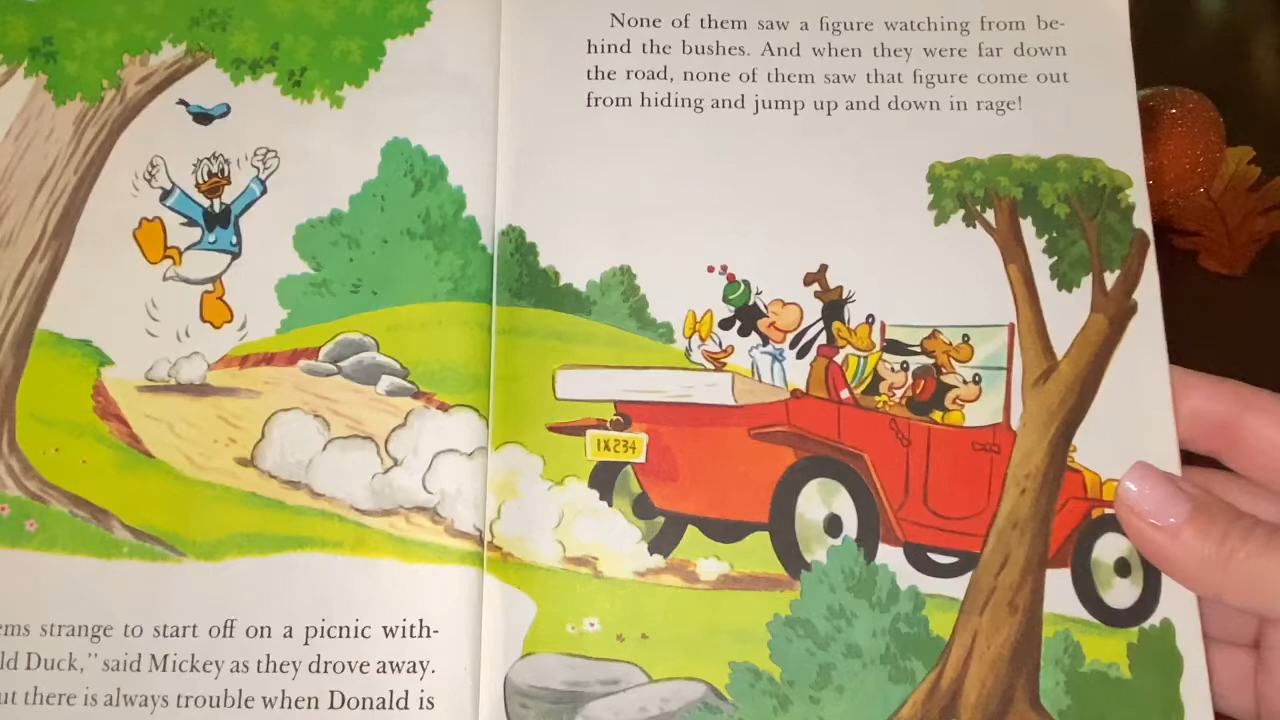 strange to start off on a picnic with-
Duck," said Mickey as they drove away.
there is always trouble when Donald is
None of them saw a figure watching from be-
hind the bushes. And when they were far down
the road, none of them saw that figure come out
from hiding and jump up and down in rage!
1X234